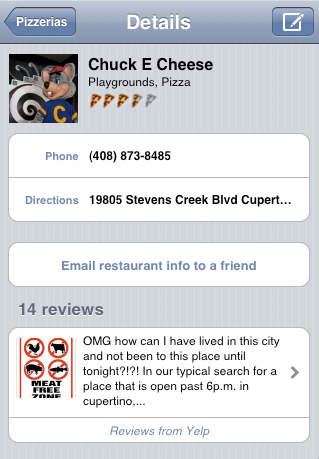 Pizzerias
Details
Chuck E Cheese
Playgrounds, Pizza
C
Phone (408) 873-8485
Directions 19805 Stevens Creek Blvd Cupert...
Email restaurant info to a friend
14 reviews
OMG how can I have lived in this city
and not been to this place until
tonight?!?! In our typical search for a
place that is open past 6p.m. in
cupertino,...
MEAT
FREE
ZONE
Reviews from Yelp